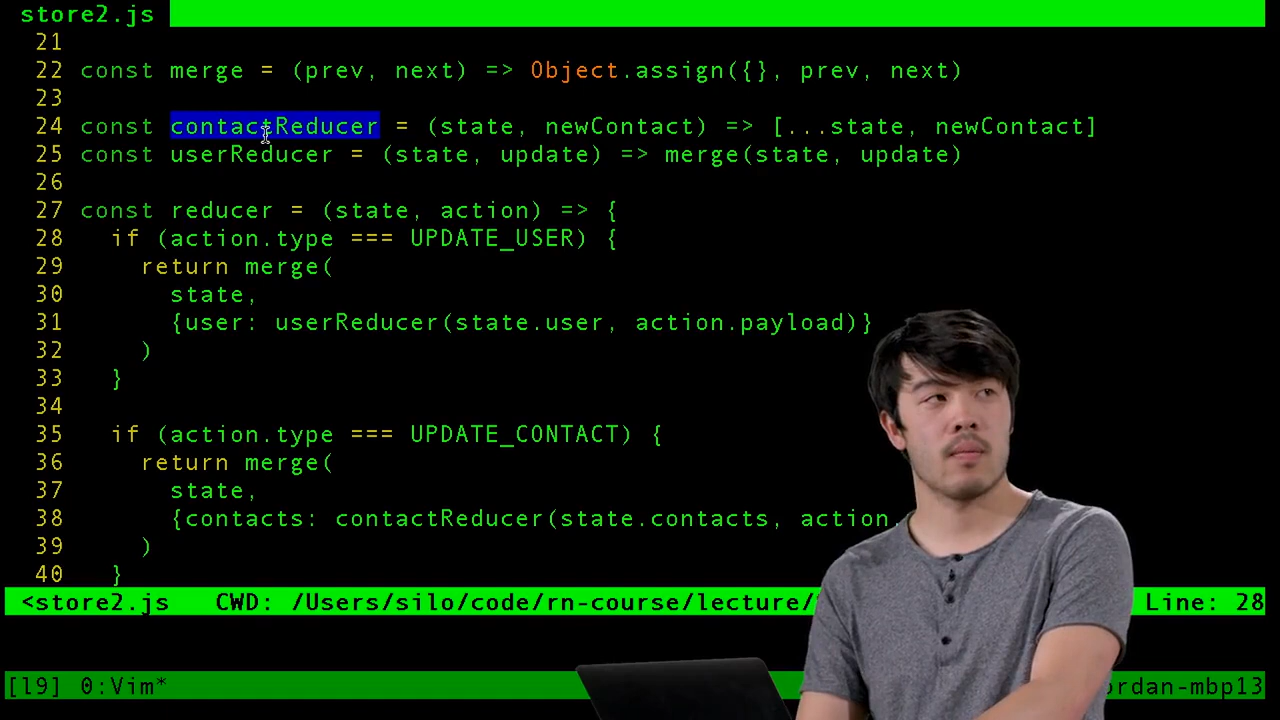 store2.js
21
22 const merge = (prev, next) => Object.assign({}, prev, next)
23
24 const contactReducer = (state, newContact) => [...state, newContact]
25 const userReducer = (state, update) => merge(state, update)
26
27 const reducer = (state, action) => {
28   if (action.type === UPDATE_USER) {
29     return merge(
30       state,
31       {user: userReducer(state.user, action.payload)}
32     )
33   }
34
35   if (action.type === UPDATE_CONTACT) {
36     return merge(
37       state,
38       {contacts: contactReducer(state.contacts, action.
39     )
40   }
<store2.js   CWD: /Users/silo/code/rn-course/lecture/ Line: 28
[l9] 0:Vim* ordan-mbp13